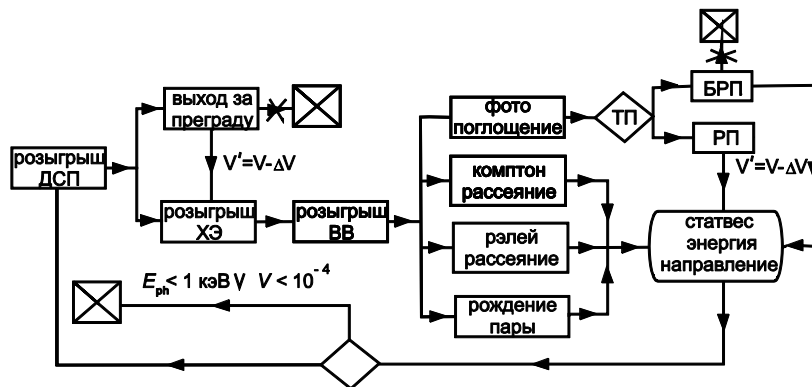 розыгрыш
ДСП
выход за
преграду
V'=V-ΔV
розыгрыш
ХЭ
розыгрыш
ВВ
фото
поглощение
комптон
рассеяние
рэлей
рассеяние
рождение
пары
ТП
БРП
РП
V'=V-ΔV
статвес
энергия
направление
E ph < 1 кэВ V V < 10 -4